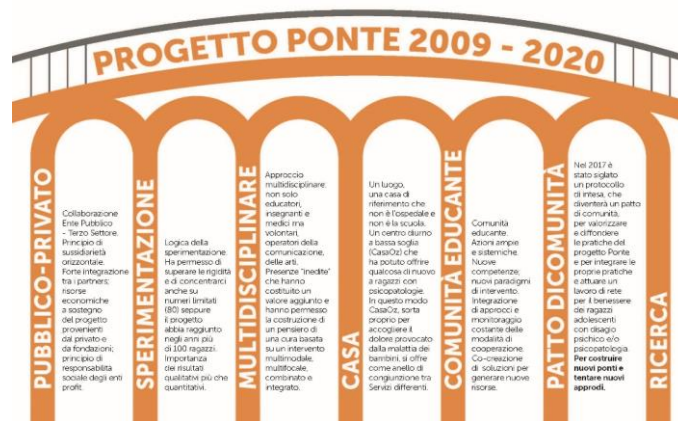 PROGETTO PONTE 2009 - 2020
PUBBLICO-PRIVATO
Collaborazione
Ente Pubblico
- Terzo Settore.
Principio di
sussidiarietà
orizzontale.
Forte integrazione
tra i partners;
risorse
economiche
a sostegno
del progetto
provenienti
dal privato e
da fondazioni;
principio di
responsabilità
sociale degli enti
profit.
SPERIMENTAZIONE
Logica della
sperimentazione.
Ha permesso di
superare le rigidità
e di concentrarci
anche su
numeri limitati
(80) seppure
il progetto
abbia raggiunto
negli anni più
di 100 ragazzi.
Importanza
dei risultati
qualitativi più che
quantitativi.
MULTIDISCIPLINARE
Approccio
multidisciplinare:
non solo
educatori,
insegnanti e
medici ma
volontari,
operatori della
comunicazione,
delle arti.
Presenze "inedite"
che hanno
costituito un
valore aggiunto e
hanno permesso
la costruzione di
un pensiero di
una cura basata
su un intervento
multimodale,
multifocale,
combinato e
integrato.
CASA
Un luogo,
una casa di
riferimento che
non è l'ospedale e
non è la scuola.
Un centro diurno
a bassa soglia
(CasaOz) che
ha potuto offrire
qualcosa di nuovo
a ragazzi con
psicopatologie.
In questo modo
CasaOz, sorta
proprio per
accogliere il
dolore provocato
dalla malattia dei
bambini, si offre
come anello di
congiunzione tra
Servizi differenti.
COMUNITÀ EDUCANTE
Comunità
educante.
Azioni ampie
e sistemiche.
Nuove
competenze;
nuovi paradigmi
di intervento.
Integrazione
di approcci e
monitoraggio
costante delle
modalità di
cooperazione.
Co-creazione
di soluzioni per
generare nuove
risorse.
PATTO DICOMUNITÀ
Nel 2017 è
stato siglato
un protocollo
di intesa, che
diventerà un patto
di comunità,
per valorizzare
e diffondere
le pratiche del
progetto Ponte
e per integrare le
proprie pratiche
e attuare un
lavoro di rete
per il benessere
dei ragazzi
adolescenti
con disagio
psichico e/o
psicopatologia.
Per costruire
nuovi ponti e
tentare nuovi
approdi.
RICERCA